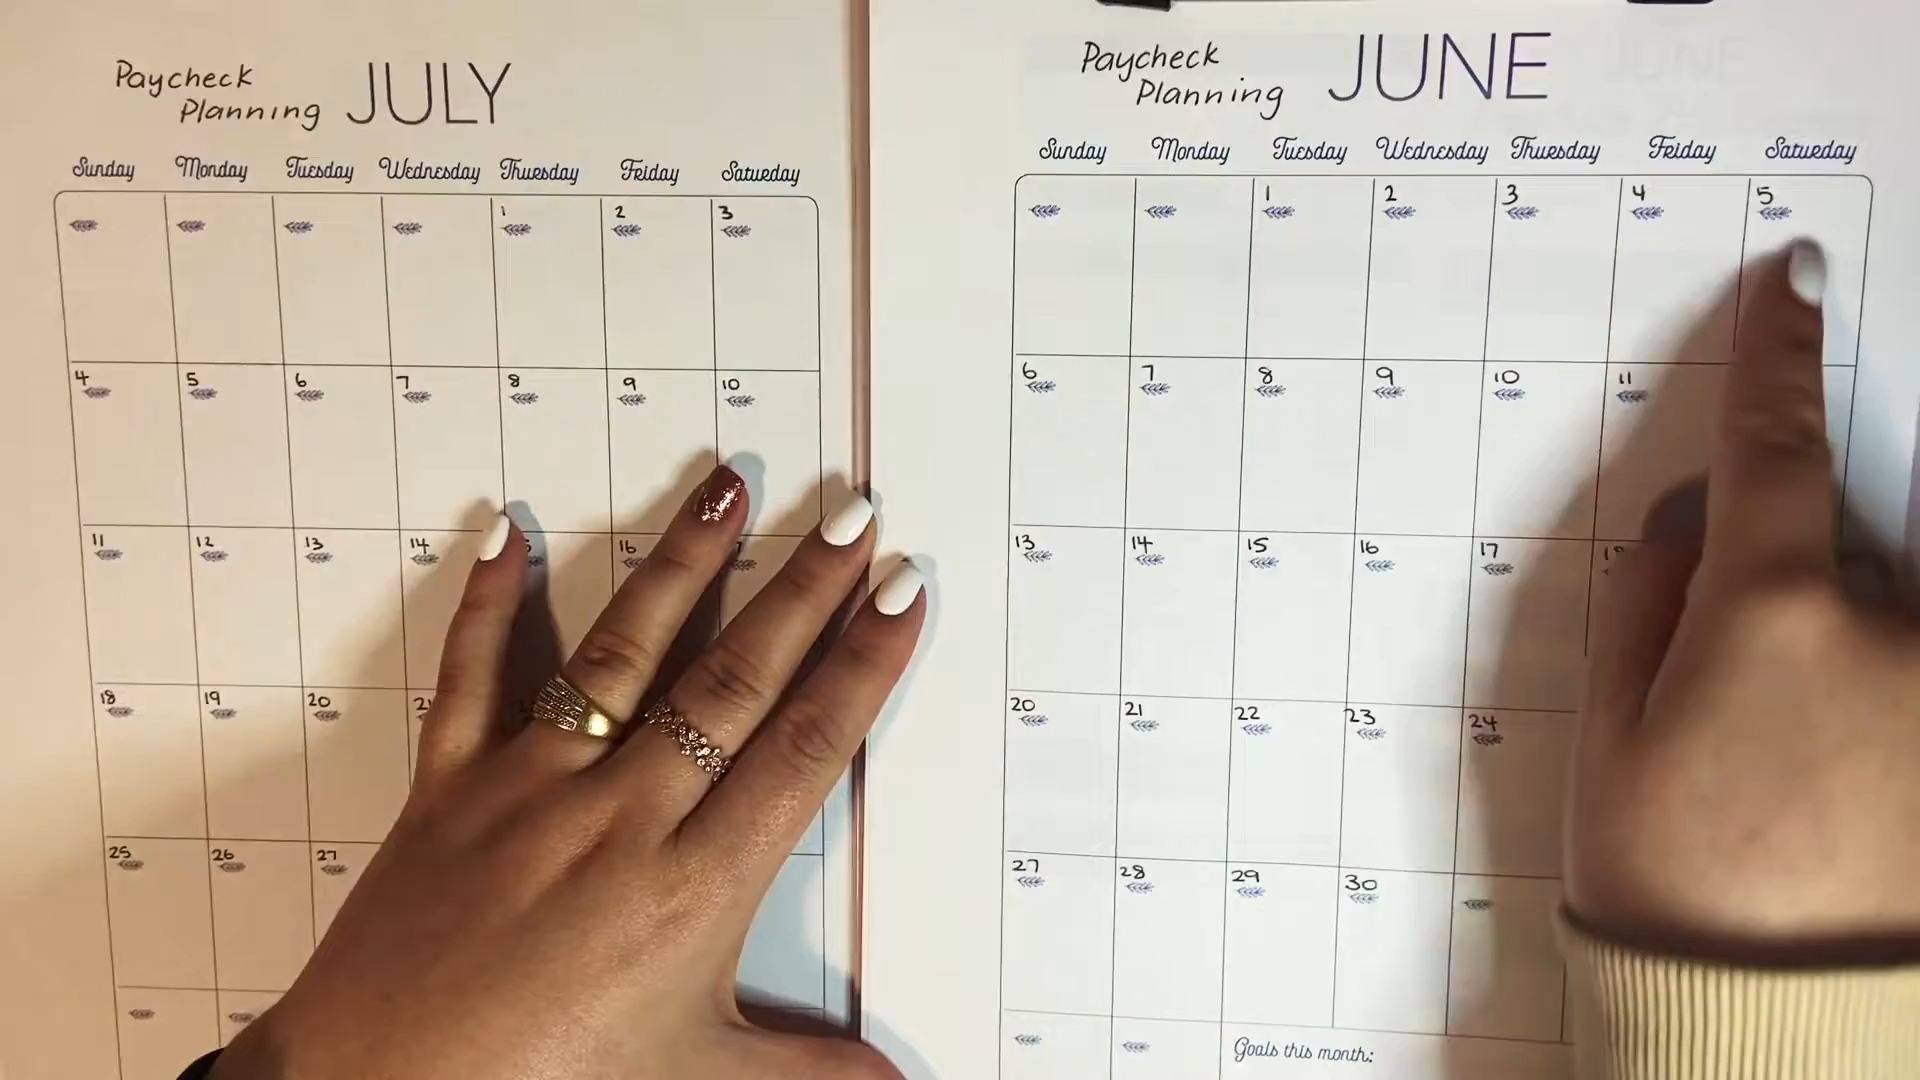 Paycheck
Planning JULY
Sunday Monday Tuesday Wednesday Thursday Friday Saturday
1 2 3
4 5 6 7 8 9 10
11 12 13 14 16
18 19 20
25 26 27
Paycheck
Planning JUNE
Sunday Monday Tuesday Wednesday Thursday Friday Saturday
1 2 3 4 5
6 7 8 9 10 11
13 14 15 16 17
20 21 22 23 24
27 28 29 30
Goals this month: